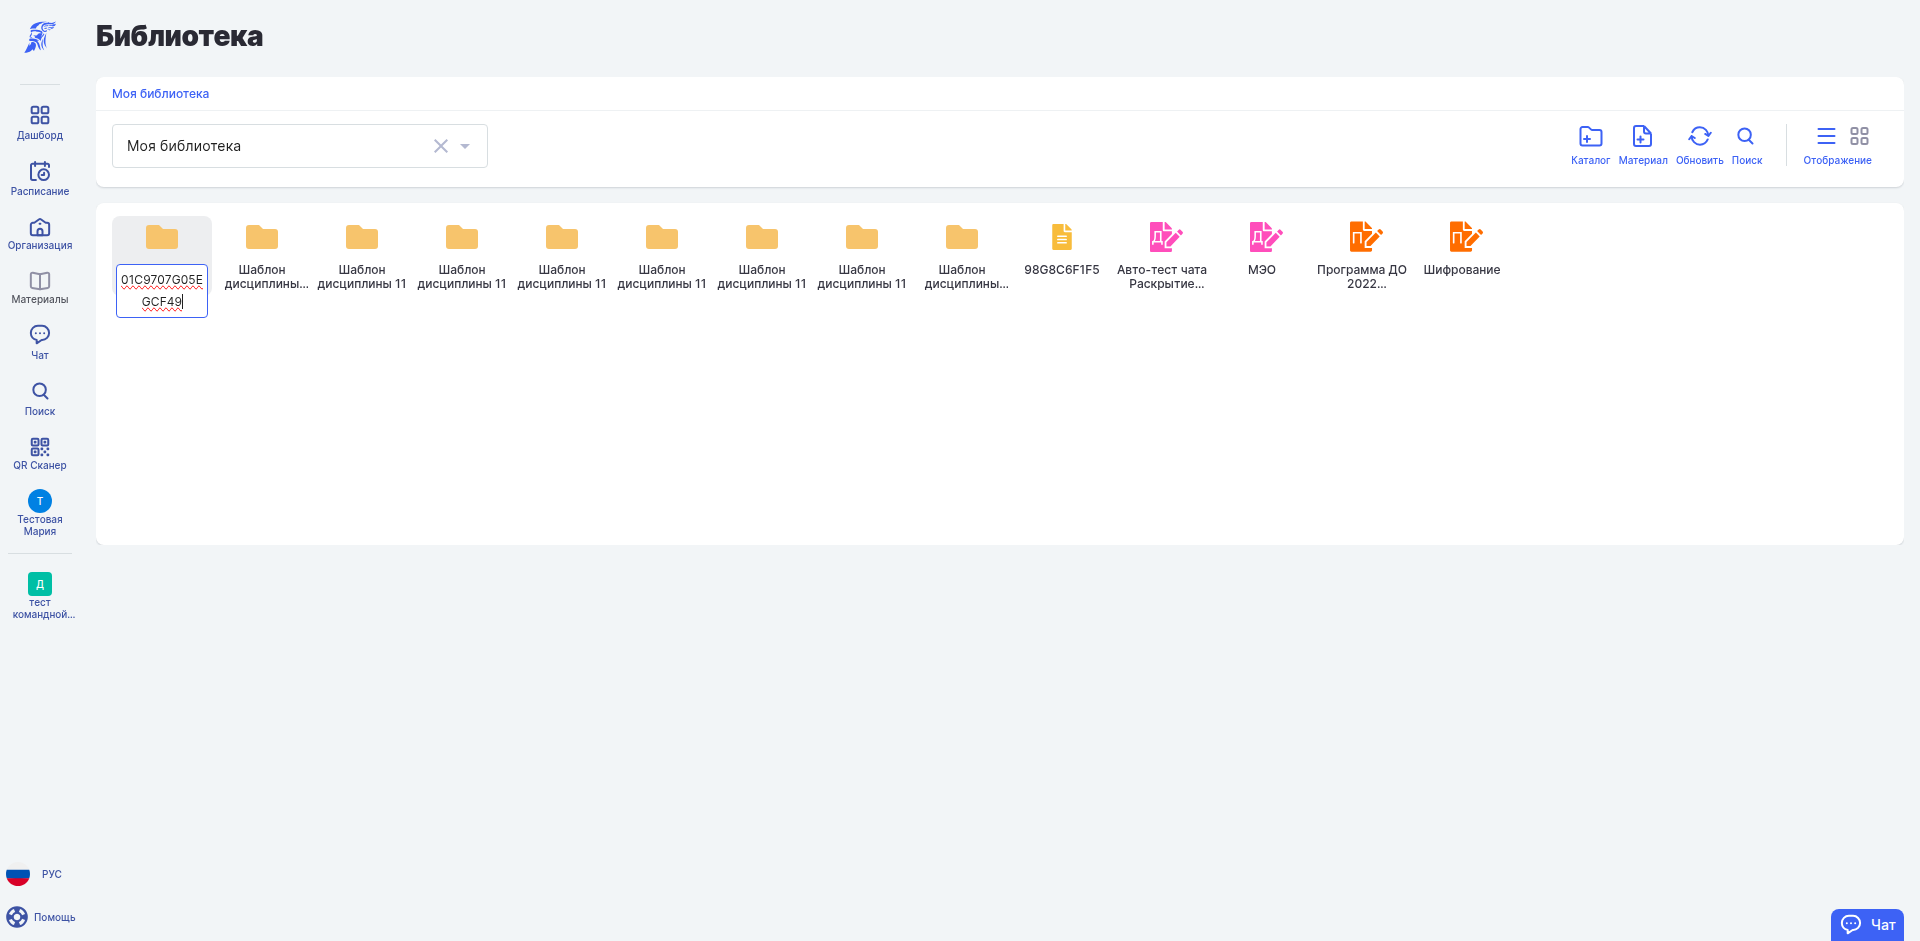 Библиотека
Моя библиотека
Моя библиотека
Каталог
Материал
Обновить
Поиск
Отображение
Дашборд
Расписание
Организация
Материалы
Чат
Поиск
QR Сканер
Т
Тестовая
Мария
Д
тест
командной...
01C9707G05E
GCF49
Шаблон
дисциплины...
Шаблон
дисциплины 11
Шаблон
дисциплины 11
Шаблон
дисциплины 11
Шаблон
дисциплины 11
Шаблон
дисциплины 11
Шаблон
дисциплины 11
Шаблон
дисциплины...
98G8C6F1F5
Д
Авто-тест чата
Раскрытие...
Д
МЭО
П
Программа ДО
2022...
П
Шифрование
РУС
Помощь
Чат